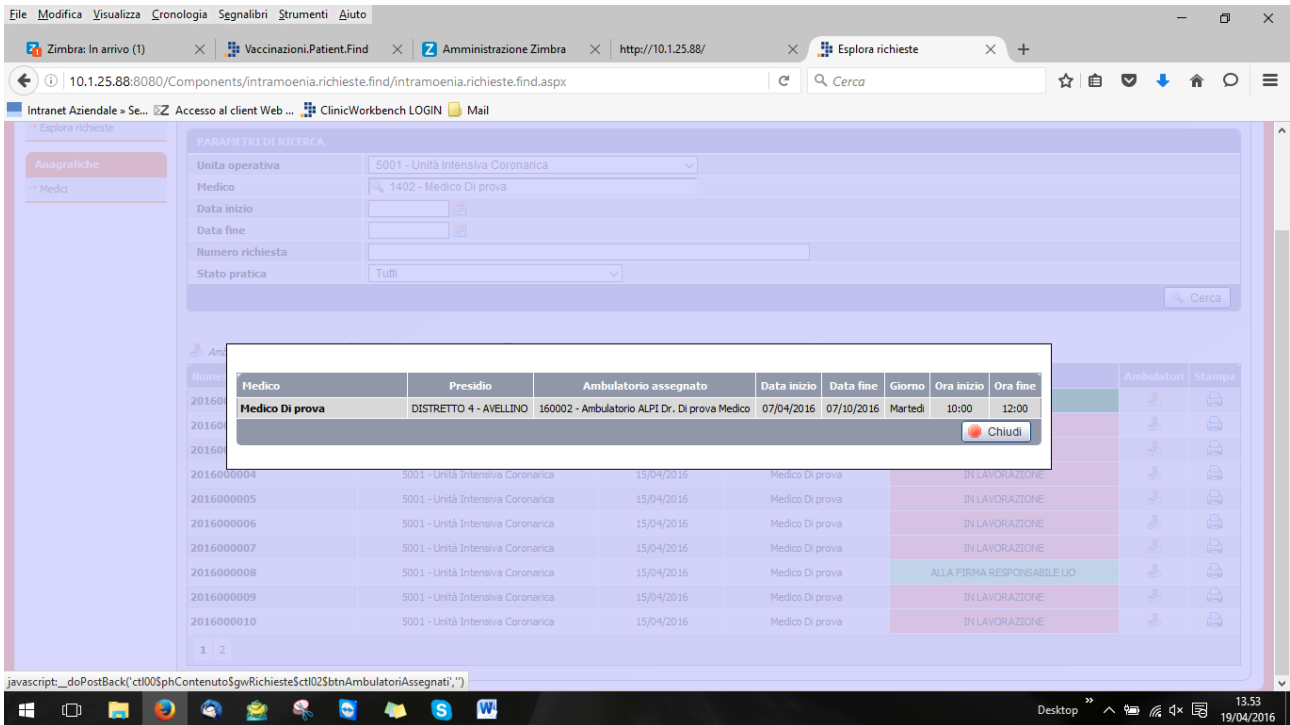 File Modifica Visualizza Cronologia Segnalibri Strumenti Aiuto
Zimbra: In arrivo (1) Vaccinazioni.Patient.Find Amministrazione Zimbra http://10.1.25.88/ Esplora richieste
10.1.25.88:8080/Components/intramoenia.richieste.find/intramoenia.richieste.find.aspx Cerca
Intranet Aziendale » Se... Accesso al client Web ... ClinicWorkbench LOGIN Mail
Esplora richieste
PARAMETRI DI RICERCA
Anagrafiche
Unita operativa 5001 - Unità Intensiva Coronarica
Medici
Medico 1402 - Medico Di prova
Data inizio
Data fine
Numero richiesta
Stato pratica Tutti
Cerca
Amb
Nume Ambulatori Stampa
Medico Presidio Ambulatorio assegnato Data inizio Data fine Giorno Ora inizio Ora fine
20160
Medico Di prova DISTRETTO 4 - AVELLINO 160002 - Ambulatorio ALPI Dr. Di prova Medico 07/04/2016 07/10/2016 Martedi 10:00 12:00
20160
Chiudi
20160
2016000004 5001 - Unità Intensiva Coronarica 15/04/2016 Medico Di prova IN LAVORAZIONE
2016000005 5001 - Unità Intensiva Coronarica 15/04/2016 Medico Di prova IN LAVORAZIONE
2016000006 5001 - Unità Intensiva Coronarica 15/04/2016 Medico Di prova IN LAVORAZIONE
2016000007 5001 - Unità Intensiva Coronarica 15/04/2016 Medico Di prova IN LAVORAZIONE
2016000008 5001 - Unità Intensiva Coronarica 15/04/2016 Medico Di prova ALLA FIRMA RESPONSABILE UO
2016000009 5001 - Unità Intensiva Coronarica 15/04/2016 Medico Di prova IN LAVORAZIONE
2016000010 5001 - Unità Intensiva Coronarica 15/04/2016 Medico Di prova IN LAVORAZIONE
1 2
javascript:__doPostBack('ctl00$phContenuto$gwRichieste$ctl02$btnAmbulatoriAssegnati','')
Desktop 13.53
19/04/2016